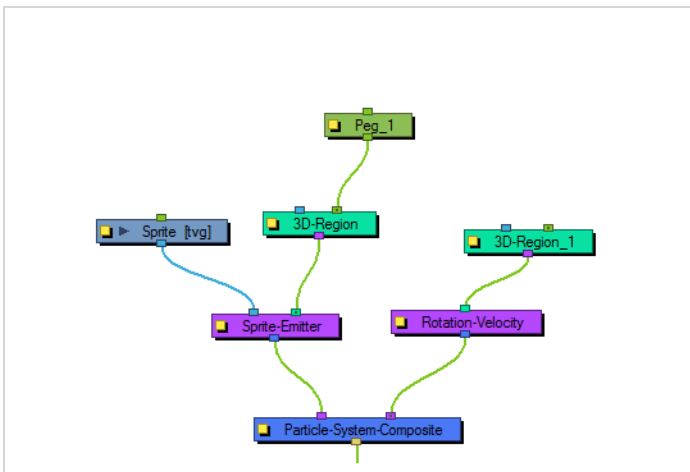 Peg_1
3D-Region
Sprite [tvg]
3D-Region_1
Sprite-Emitter
Rotation-Velocity
Particle-System-Composite